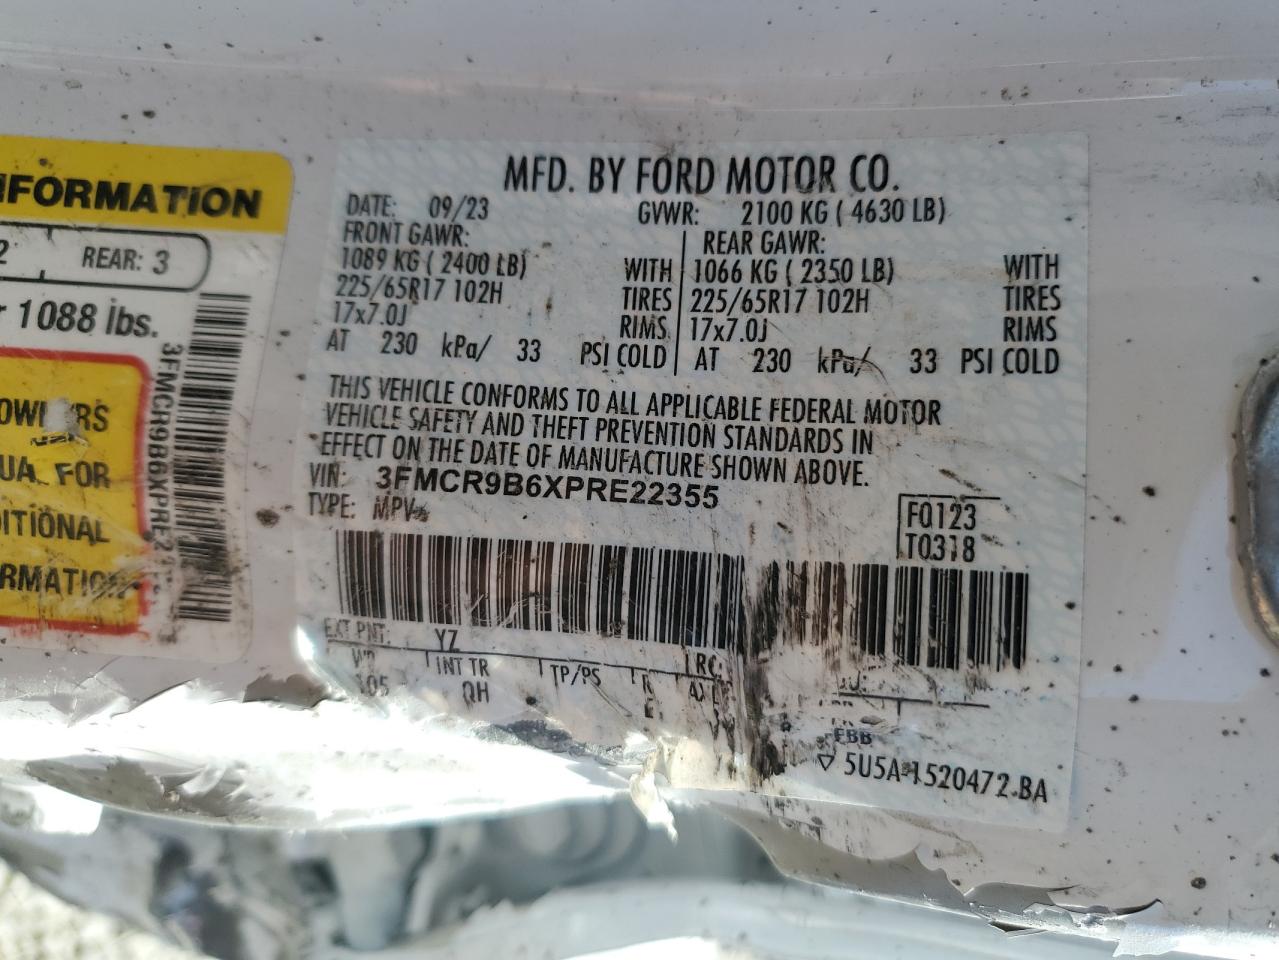 INFORMATION
2 REAR: 3
r 1088 lbs.
3FMCR9B6XPRE2
OWNERS
FOR
DITIONAL
RMATION
MFD. BY FORD MOTOR CO.
DATE: 09/23 GVWR: 2100 KG ( 4630 LB)
FRONT GAWR: REAR GAWR:
1089 KG ( 2400 LB) WITH 1066 KG ( 2350 LB) WITH
225/65R17 102H TIRES 225/65R17 102H TIRES
17x7.0J RIMS 17x7.0J RIMS
AT 230 kPa/ 33 PSI COLD AT 230 kPa/ 33 PSI COLD
THIS VEHICLE CONFORMS TO ALL APPLICABLE FEDERAL MOTOR
VEHICLE SAFETY AND THEFT PREVENTION STANDARDS IN
EFFECT ON THE DATE OF MANUFACTURE SHOWN ABOVE.
VIN: 3FMCR9B6XPRE22355
TYPE: MPV
F0123
T0318
EXT PNT: YZ
WB INT TR TP/PS R
105 QH
▽ 5U5A-1520472-BA